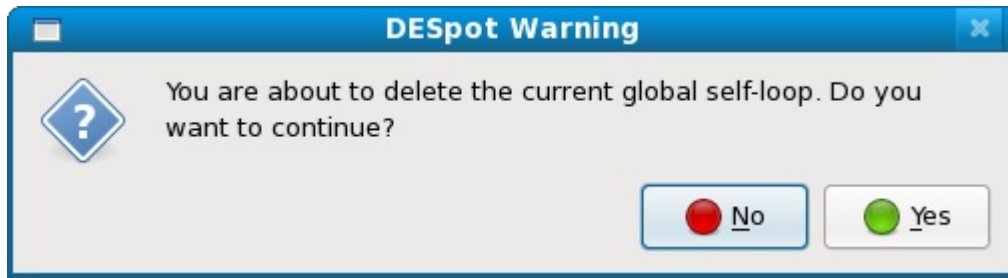 DESpot Warning
You are about to delete the current global self-loop. Do you
want to continue?
No
Yes